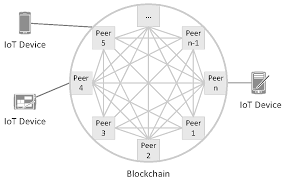 ...
Peer
5
Peer
n-1
IoT Device
Peer
4
Peer
n
IoT Device
IoT Device
Peer
3
Peer
1
Peer
2
Blockchain